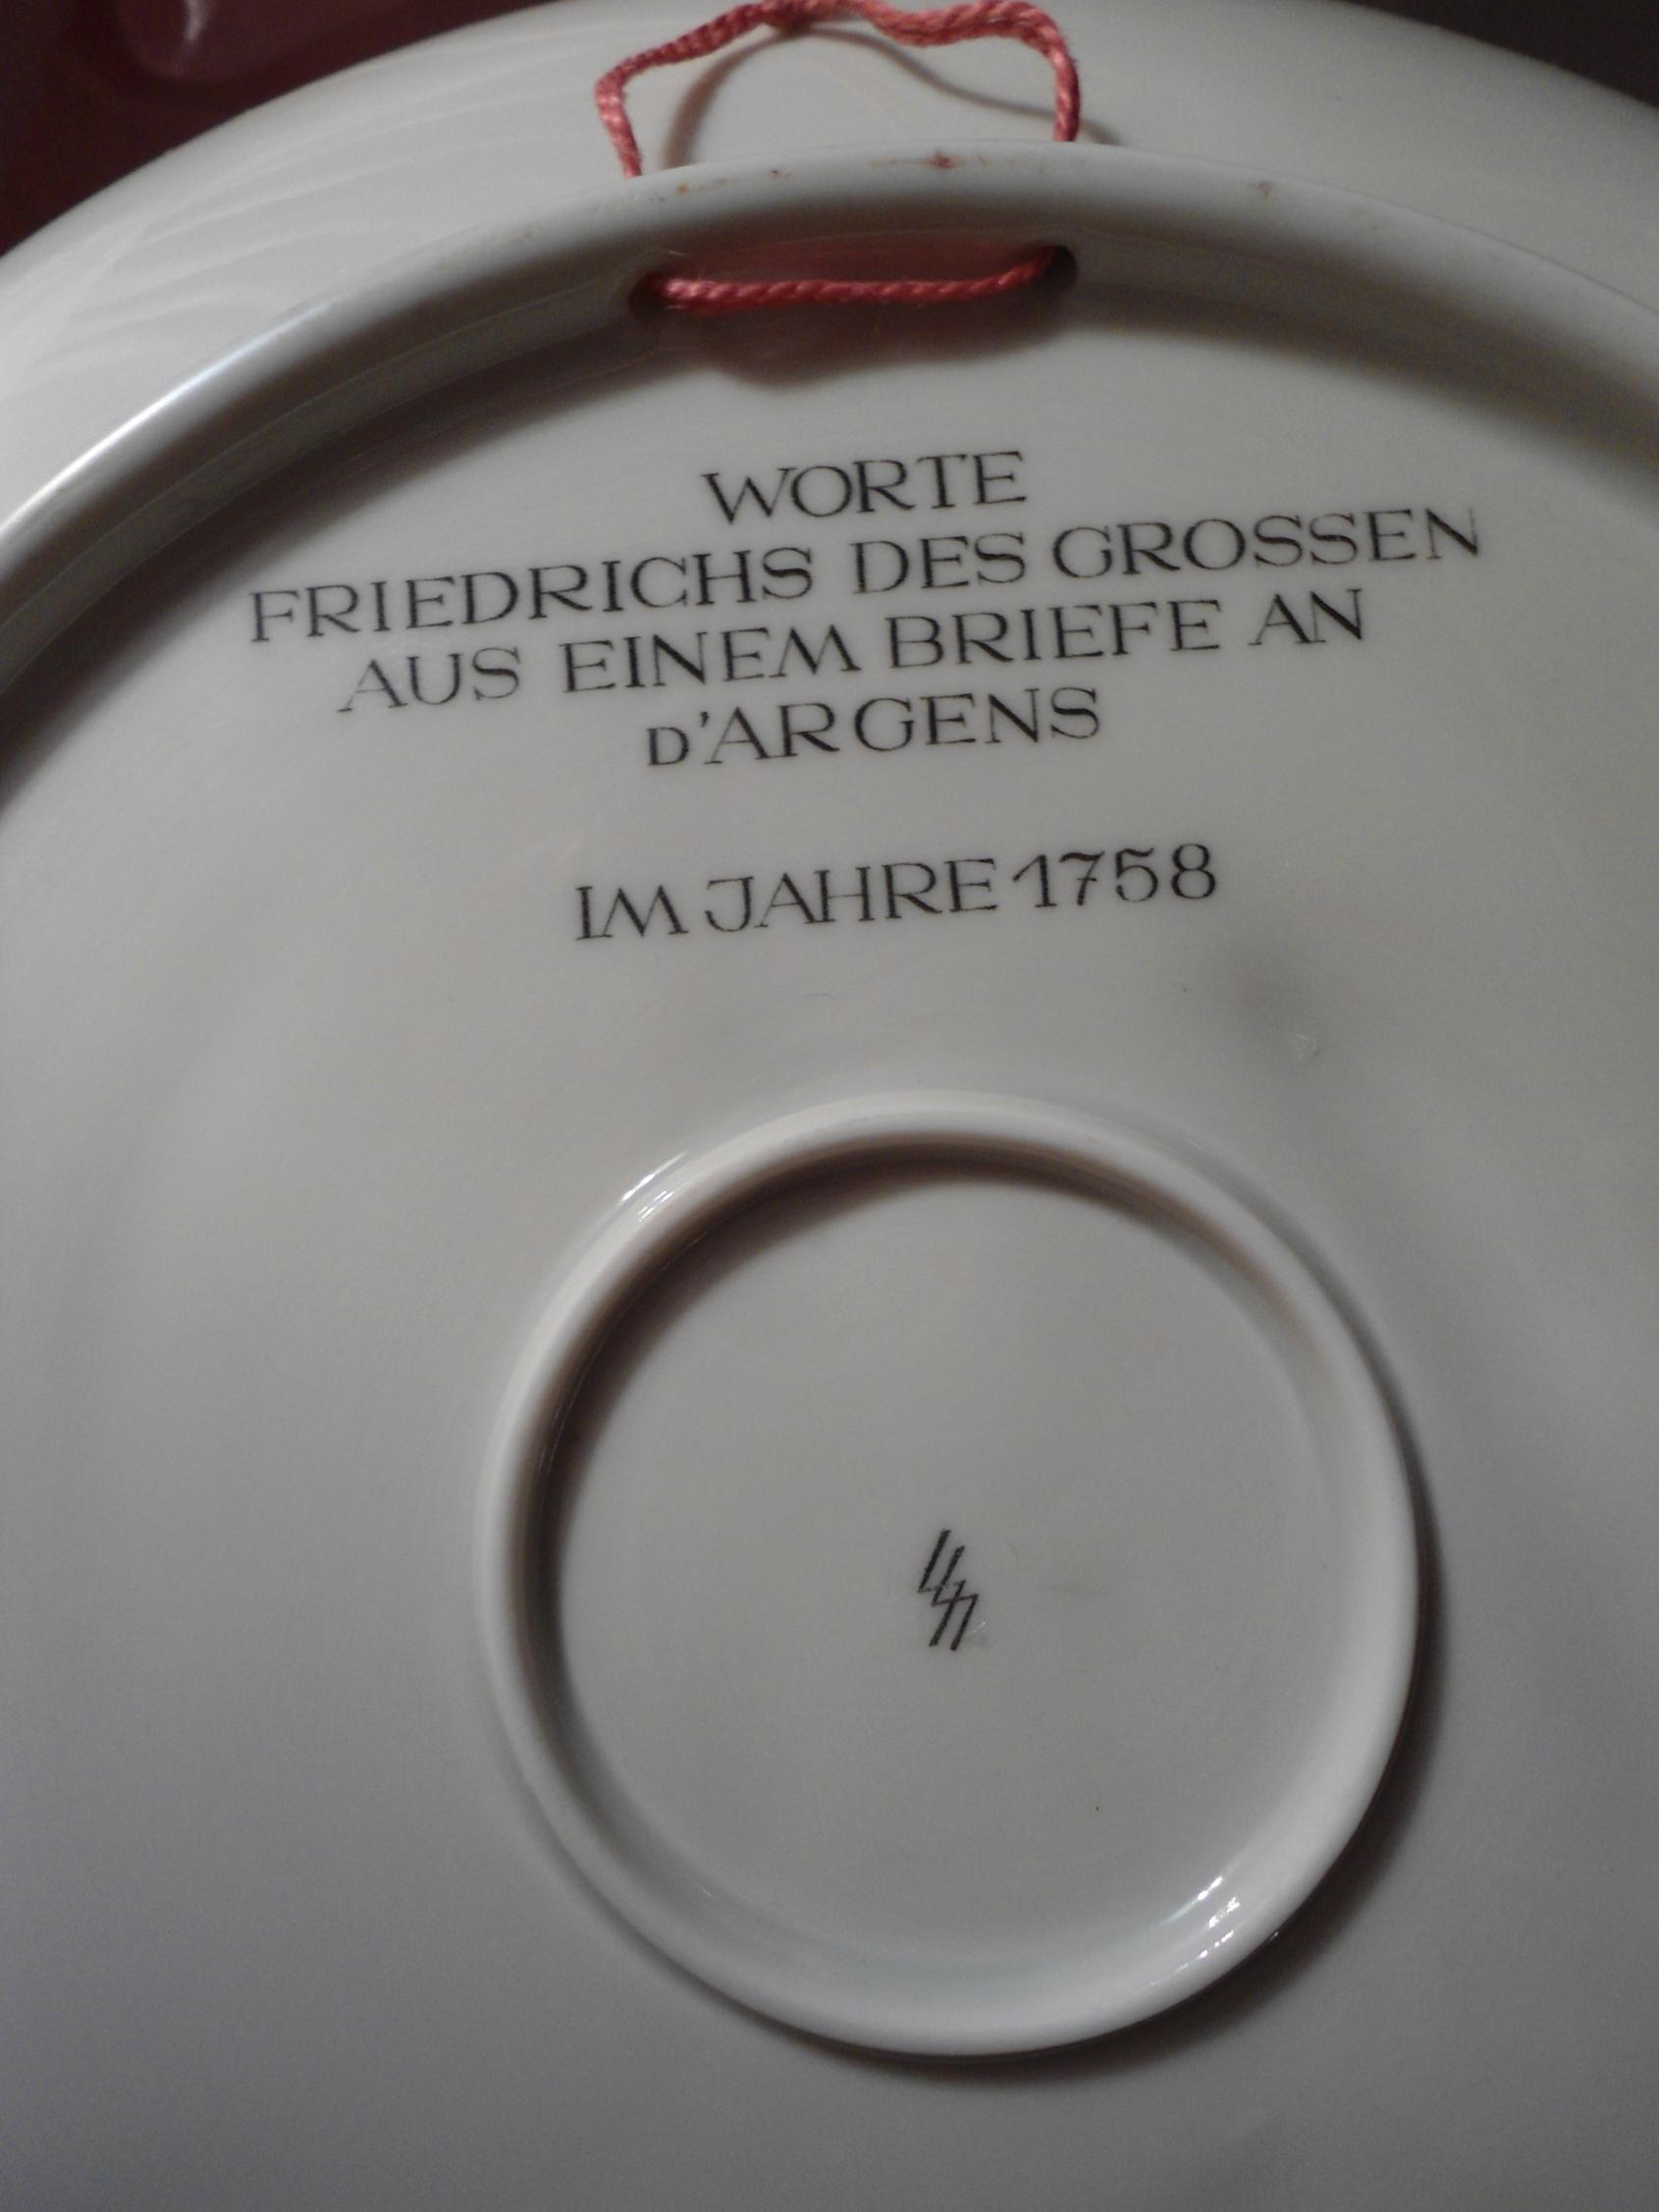 WORTE
FRIEDRICHS DES GROSSEN
AUS EINEM BRIEFE AN
D'ARGENS
IM JAHRE 1758